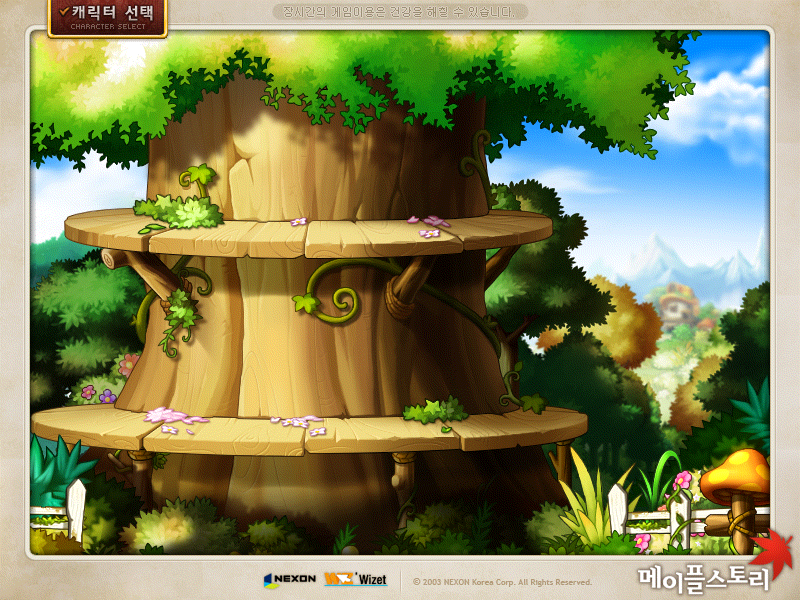 캐릭터 선택
CHARACTER SELECT
장시간의 게임이용은 건강을 해칠 수 있습니다.
NEXON
Wizet
© 2003 NEXON Korea Corp. All Rights Reserved.
메이플스토리